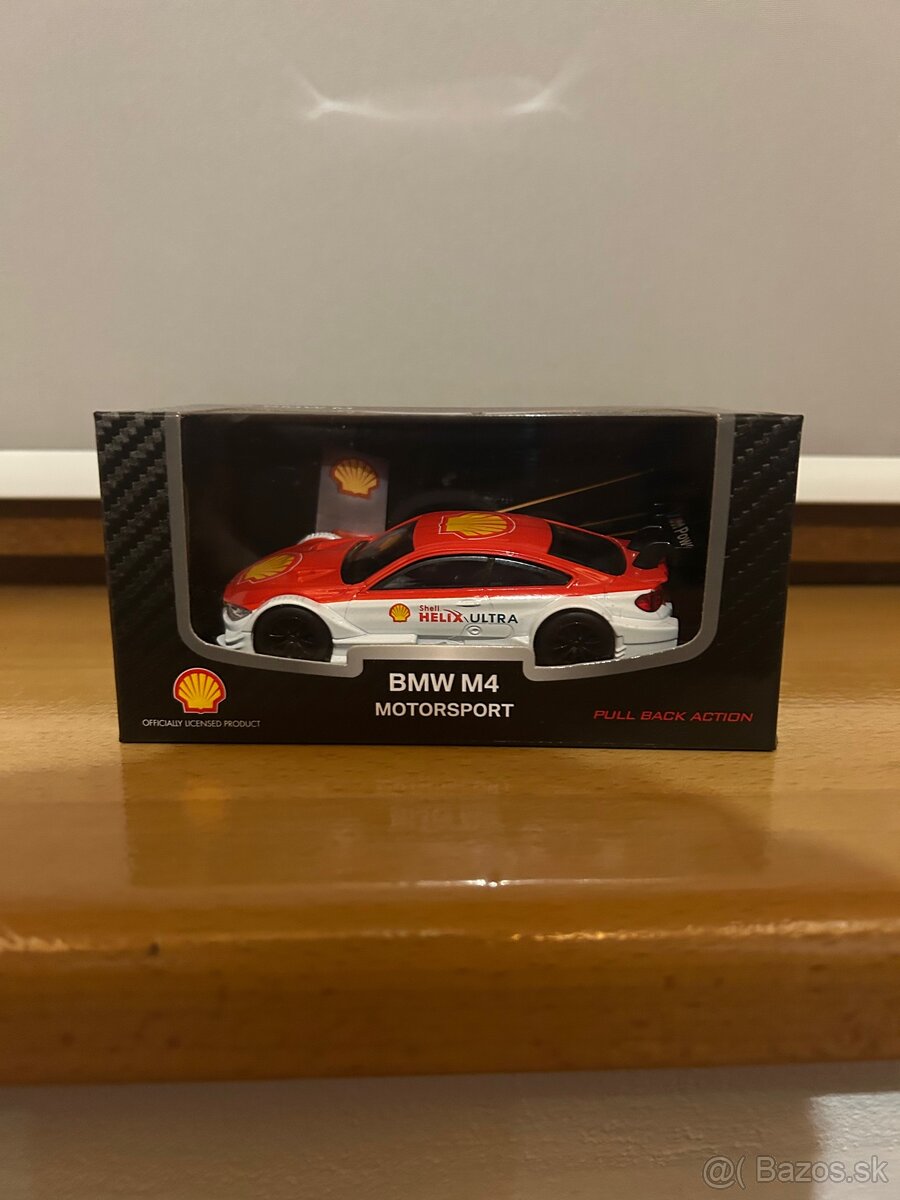 Shell
HELIX ULTRA
BMW M4
MOTORSPORT
OFFICIALLY LICENSED PRODUCT
PULL BACK ACTION
@( Bazos.sk